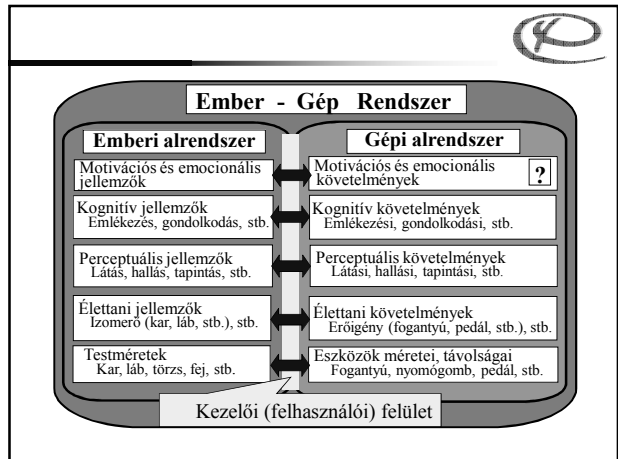 Ember - Gép Rendszer
Emberi alrendszer
Motivációs és emocionális
jellemzők
Kognitív jellemzők
Emlékezés, gondolkodás, stb.
Perceptuális jellemzők
Látás, hallás, tapintás, stb.
Élettani jellemzők
Izomerő (kar, láb, stb.), stb.
Testméretek
Kar, láb, törzs, fej, stb.
Gépi alrendszer
Motivációs és emocionális
követelmények
?
Kognitív követelmények
Emlékezési, gondolkodási, stb.
Perceptuális követelmények
Látási, hallási, tapintási, stb.
Élettani követelmények
Erőigény (fogantyú, pedál, stb.), stb.
Eszközök méretei, távolságai
Fogantyú, nyomógomb, pedál, stb.
Kezelői (felhasználói) felület